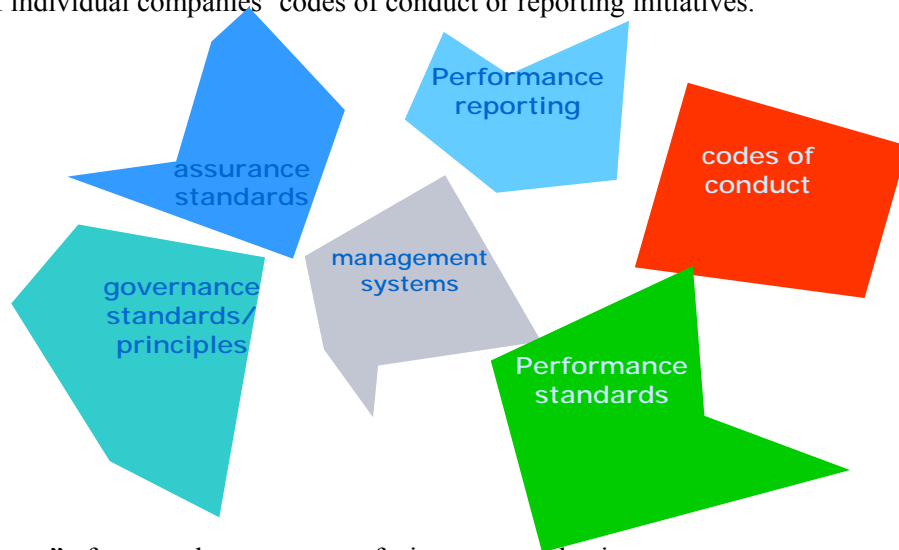 individual companies' codes of conduct or reporting initiatives.
Performance
reporting
codes of
conduct
assurance
standards
management
systems
governance
standards/
principles
Performance
standards